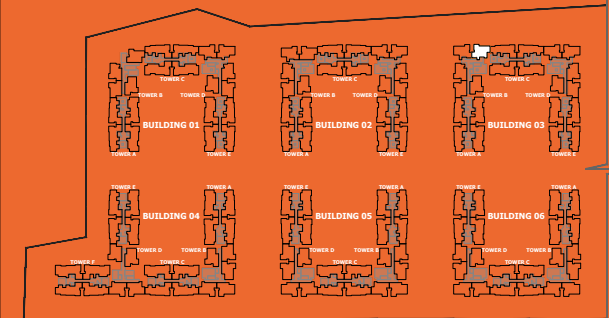 TOWER C TOWER C TOWER C
TOWER B TOWER D TOWER B TOWER D TOWER B TOWER D
BUILDING 01 BUILDING 02 BUILDING 03
TOWER A TOWER E TOWER A TOWER E TOWER A TOWER E
TOWER E TOWER A TOWER E TOWER A TOWER E TOWER A
BUILDING 04 BUILDING 05 BUILDING 06
TOWER D TOWER B TOWER D TOWER B TOWER D TOWER B
TOWER F TOWER C TOWER C TOWER C